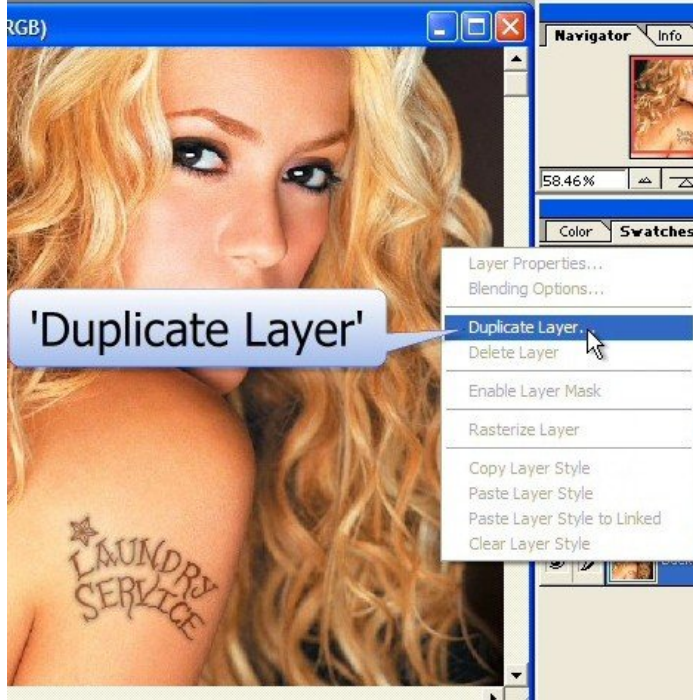 RGB)
Navigator Info
58.46%
Color Swatches
Layer Properties...
Blending Options...
'Duplicate Layer'
Duplicate Layer...
Delete Layer
Enable Layer Mask
Rasterize Layer
Copy Layer Style
Paste Layer Style
Paste Layer Style to Linked
Clear Layer Style
LAUNDRY
SERVICE